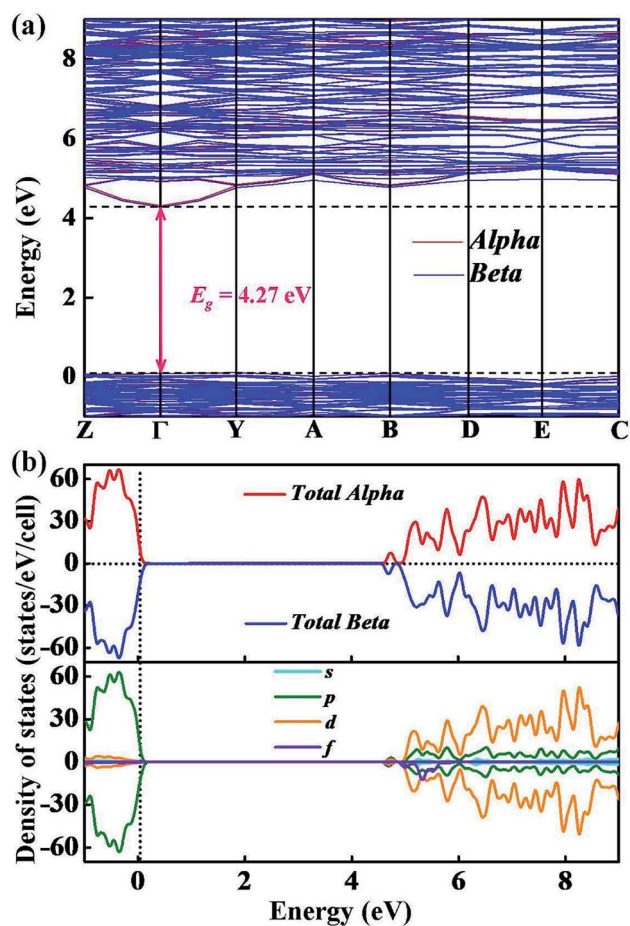 (a)
8
6
4
2
0
Energy (eV)
Alpha
Beta
E_g = 4.27 eV
Z Γ Y A B D E C
(b)
60
30
0
-30
-60
Total Alpha
Total Beta
Density of states (states/eV/cell)
60
30
0
-30
-60
s
p
d
f
0 2 4 6 8
Energy (eV)